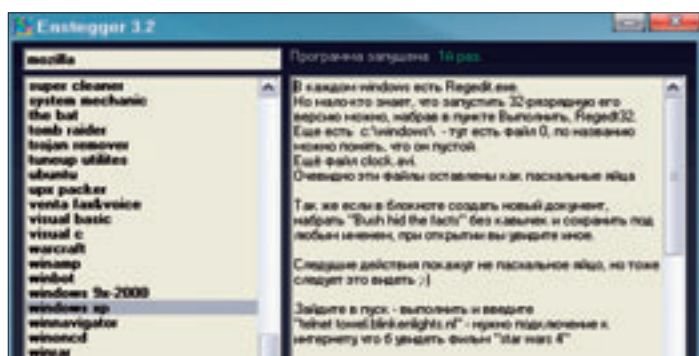 Enstegger 3.2
mozilla
Программа запущена 16 раз.
super cleaner
system mechanic
the bat
tomb raider
trojan remover
tuneup utilites
ubuntu
upx packer
venta fax&voice
visual basic
visual c
warcraft
winamp
winbot
windows 9x-2000
windows xp
winnavigator
winoncd
winrar
В каждом windows есть Regedit.exe.
Но мало кто знает, что запустить 32-разрядную его
версию можно, набрав в пункте Выполнить, Regedt32.
Еще есть c:\windows\ - тут есть файл 0, по названию
можно понять, что он пустой.
Ещё файл clock.avi.
Очевидно эти файлы оставлены как пасхальные яйца
Так же если в блокноте создать новый документ,
набрать "Bush hid the facts" без кавычек и сохранить под
любым именем, при открытии вы увидите иное.
Следущие действия покажут не пасхальное яйцо, но тоже
следует это видеть ;)
Зайдите в пуск - выполнить и введите
"telnet towel.blinkenlights.nl" - нужно подключение к
интернету что б увидеть фильм "star wars 4"